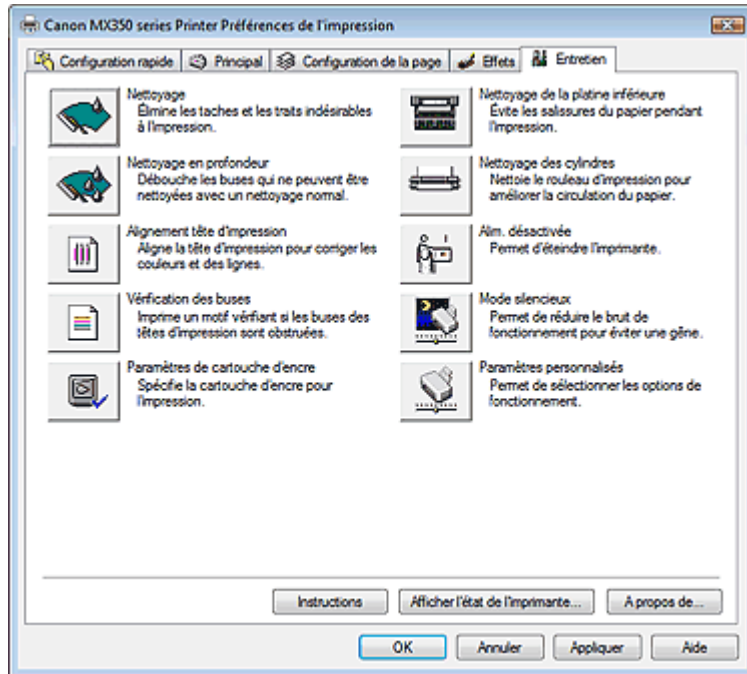 Canon MX350 series Printer Préférences de l'impression
Configuration rapide
Principal
Configuration de la page
Effets
Entretien
Nettoyage
Élimine les taches et les traits indésirables
à l'impression.
Nettoyage de la platine inférieure
Évite les salissures du papier pendant
l'impression.
Nettoyage en profondeur
Débouche les buses qui ne peuvent être
nettoyées avec un nettoyage normal.
Nettoyage des cylindres
Nettoie le rouleau d'impression pour
améliorer la circulation du papier.
Alignement tête d'impression
Aligne la tête d'impression pour corriger les
couleurs et des lignes.
Alim. désactivée
Permet d'éteindre l'imprimante.
Vérification des buses
Imprime un motif vérifiant si les buses des
têtes d'impression sont obstruées.
Mode silencieux
Permet de réduire le bruit de
fonctionnement pour éviter une gêne.
Paramètres de cartouche d'encre
Spécifie la cartouche d'encre pour
l'impression.
Paramètres personnalisés
Permet de sélectionner les options de
fonctionnement.
Instructions
Afficher l'état de l'imprimante...
A propos de...
OK
Annuler
Appliquer
Aide